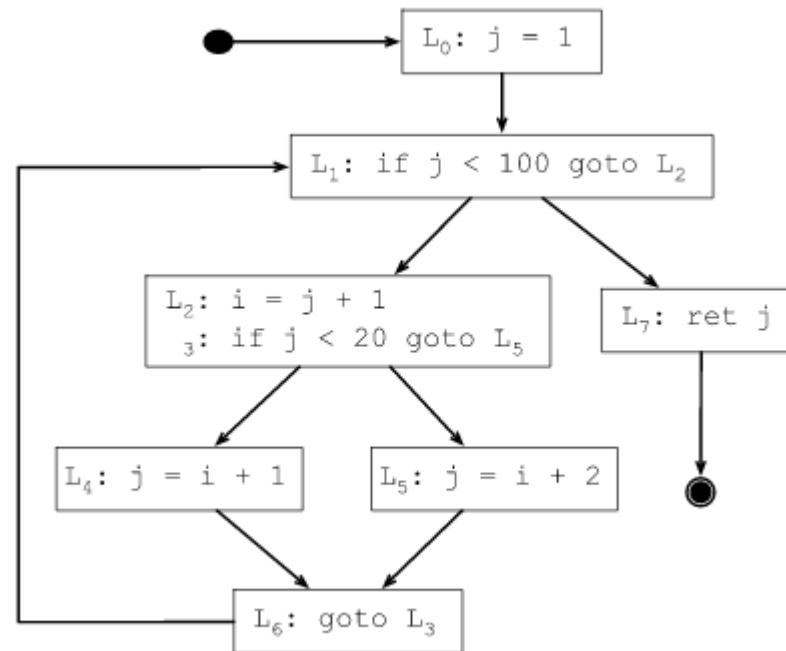 L₀: j = 1
L₁: if j < 100 goto L₂
L₂: i = j + 1
₃: if j < 20 goto L₅
L₇: ret j
L₄: j = i + 1
L₅: j = i + 2
L₆: goto L₃